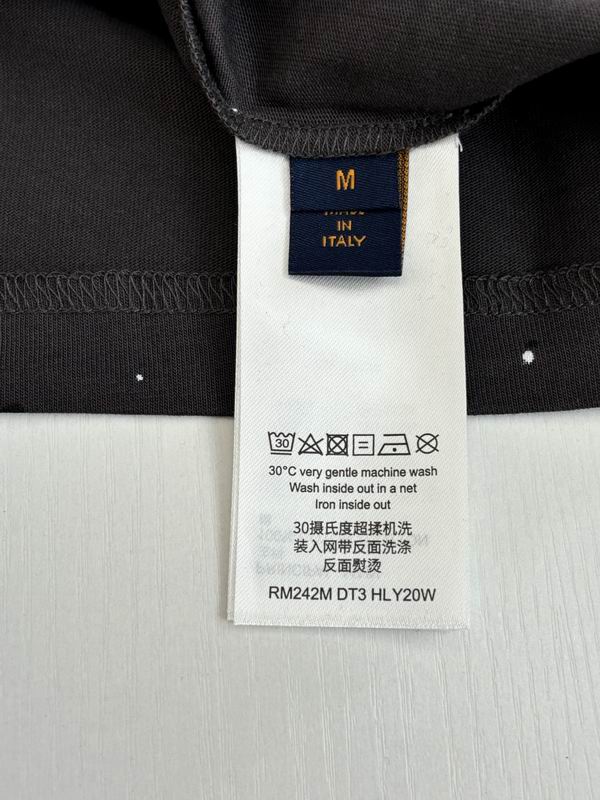 M
MADE
IN
ITALY
30
30°C very gentle machine wash
Wash inside out in a net
Iron inside out
30摄氏度超揉机洗
装入网带反面洗涤
反面熨烫
RM242M DT3 HLY20W